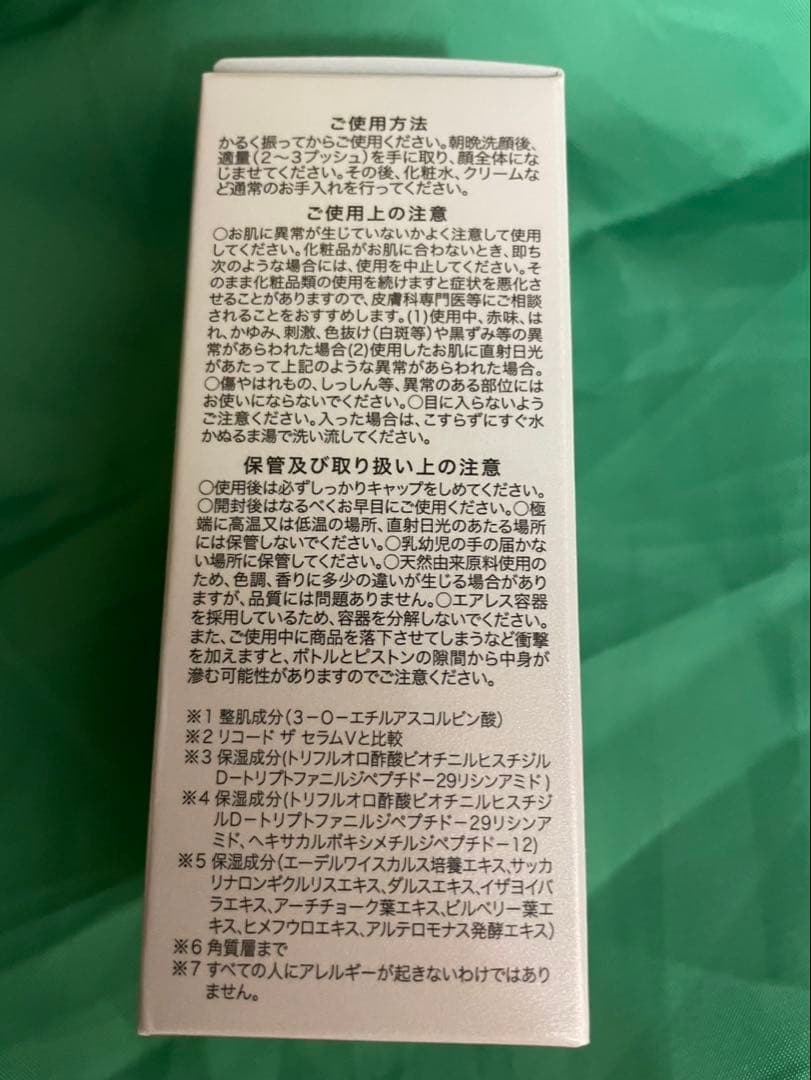 ご使用方法
かるく振ってからご使用ください。朝晩洗顔後、
適量(2〜3プッシュ)を手に取り、顔全体にな
じませてください。その後、化粧水、クリームな
ど通常のお手入れを行ってください。
ご使用上の注意
○お肌に異常が生じていないかよく注意して使用
してください。化粧品がお肌に合わないとき、即ち
次のような場合には、使用を中止してください。そ
のまま化粧品類の使用を続けますと症状を悪化さ
せることがありますので、皮膚科専門医等にご相談
されることをおすすめします。(1)使用中、赤味、は
れ、かゆみ、刺激、色抜け(白斑等)や黒ずみ等の異
常があらわれた場合(2)使用したお肌に直射日光
があたって上記のような異常があらわれた場合。
○傷やはれもの、しっしん等、異常のある部位には
お使いにならないでください。○目に入らないよう
ご注意ください。入った場合は、こすらずにすぐ水
かぬるま湯で洗い流してください。
保管及び取り扱い上の注意
○使用後は必ずしっかりキャップをしめてください。
○開封後はなるべくお早目にご使用ください。○極
端に高温又は低温の場所、直射日光のあたる場所
には保管しないでください。○乳幼児の手の届かな
い場所に保管してください。○天然由来原料使用の
ため、色調、香りに多少の違いが生じる場合があり
ますが、品質には問題ありません。○エアレス容器
を採用しているため、容器を分解しないでください。
また、ご使用中に商品を落下させてしまうなど衝撃
を加えますと、ボトルとピストンの隙間から中身が
滲む可能性がありますのでご注意ください。
※1 整肌成分(3-O-エチルアスコルビン酸)
※2 リコード ザ セラムVと比較
※3 保湿成分(トリフルオロ酢酸ビオチニルヒスチジル
D-トリプトファニルジペプチド-29リシンアミド)
※4 保湿成分(トリフルオロ酢酸ビオチニルヒスチジ
ルD-トリプトファニルジペプチド-29リシンア
ミド、ヘキサカルボキシメチルジペプチド-12)
※5 保湿成分(エーデルワイスカルス培養エキス、サッカ
リナロンギクルリスエキス、ダルスエキス、イザヨイバ
ラエキス、アーチチョーク葉エキス、ビルベリー葉エ
キス、ヒメフウロエキス、アルテロモナス発酵エキス)
※6 角質層まで
※7 すべての人にアレルギーが起きないわけではあり
ません。